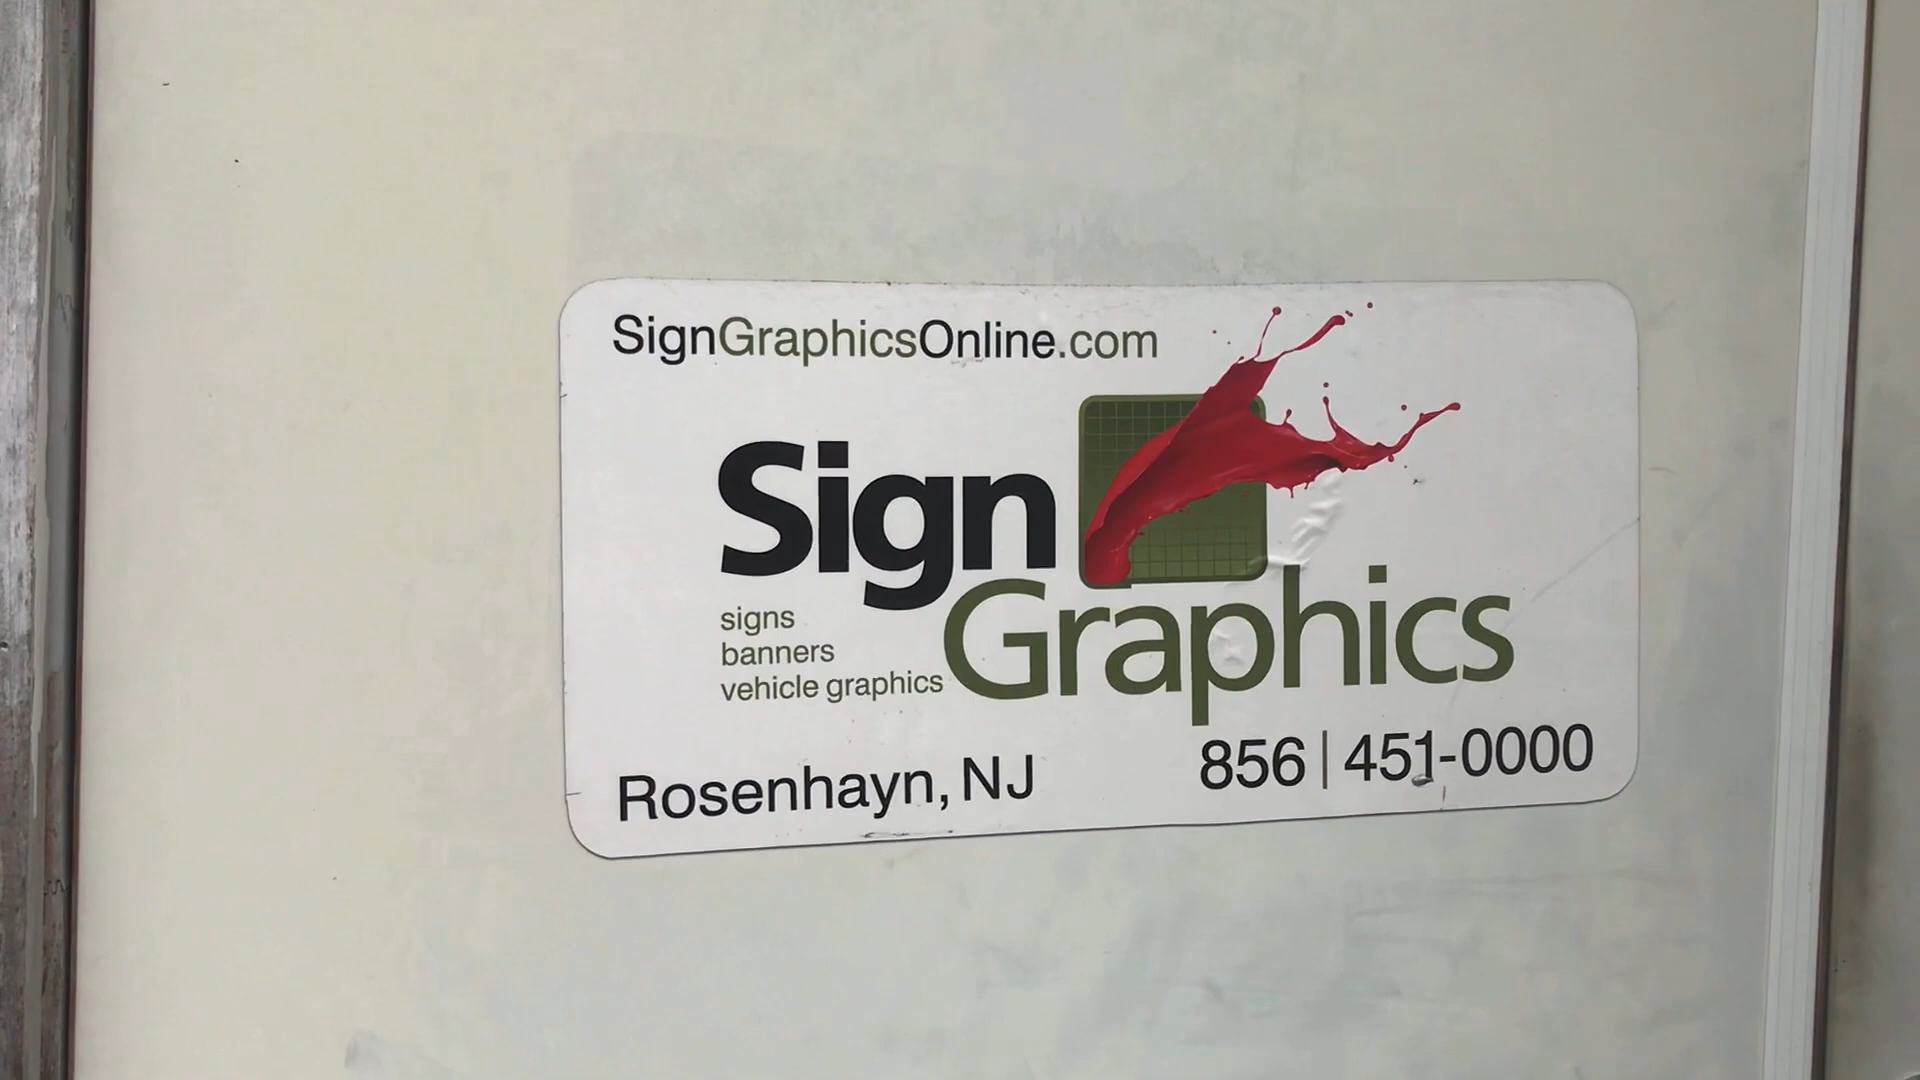 SignGraphicsOnline.com
Sign
Graphics
signs
banners
vehicle graphics
Rosenhayn, NJ
856 | 451-0000